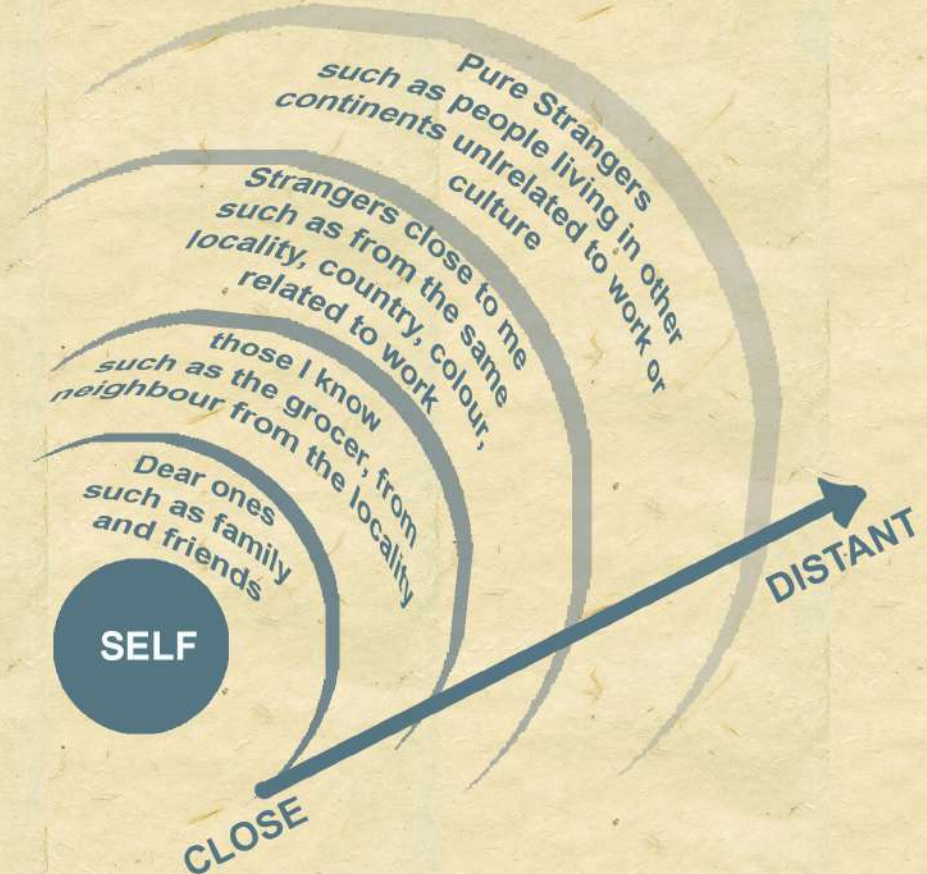 Pure Strangers
such as people living in other
continents unlrelated to work or
culture
Strangers close to me
such as from the same
locality, country, colour,
related to work
those I know
such as the grocer, from
neighbour from the locality
Dear ones
such as family
and friends
SELF
CLOSE
DISTANT